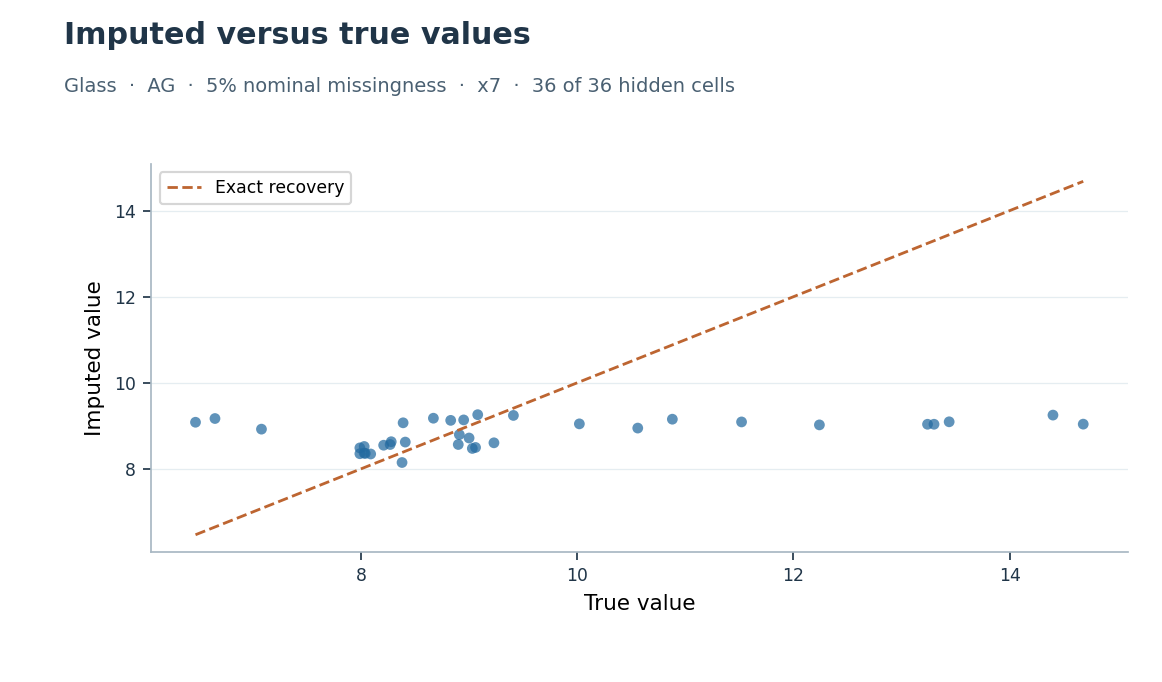 Imputed versus true values
Glass · AG · 5% nominal missingness · x7 · 36 of 36 hidden cells
Exact recovery
14
12
10
8
Imputed value
8 10 12 14
True value